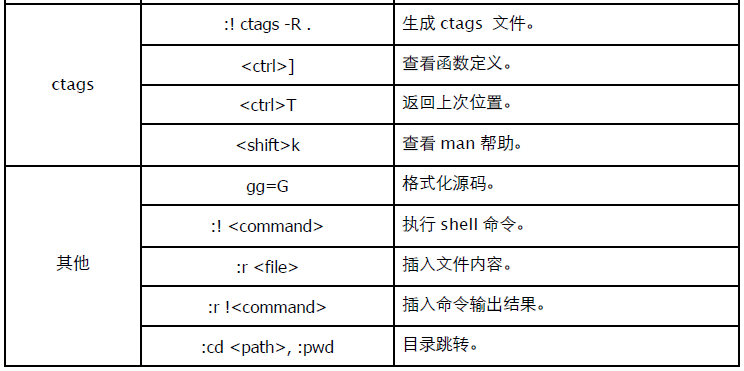 ctags
:! ctags -R .
生成 ctags 文件。
<ctrl>]
查看函数定义。
<ctrl>T
返回上次位置。
<shift>k
查看 man 帮助。
其他
gg=G
格式化源码。
:! <command>
执行 shell 命令。
:r <file>
插入文件内容。
:r !<command>
插入命令输出结果。
:cd <path>, :pwd
目录跳转。